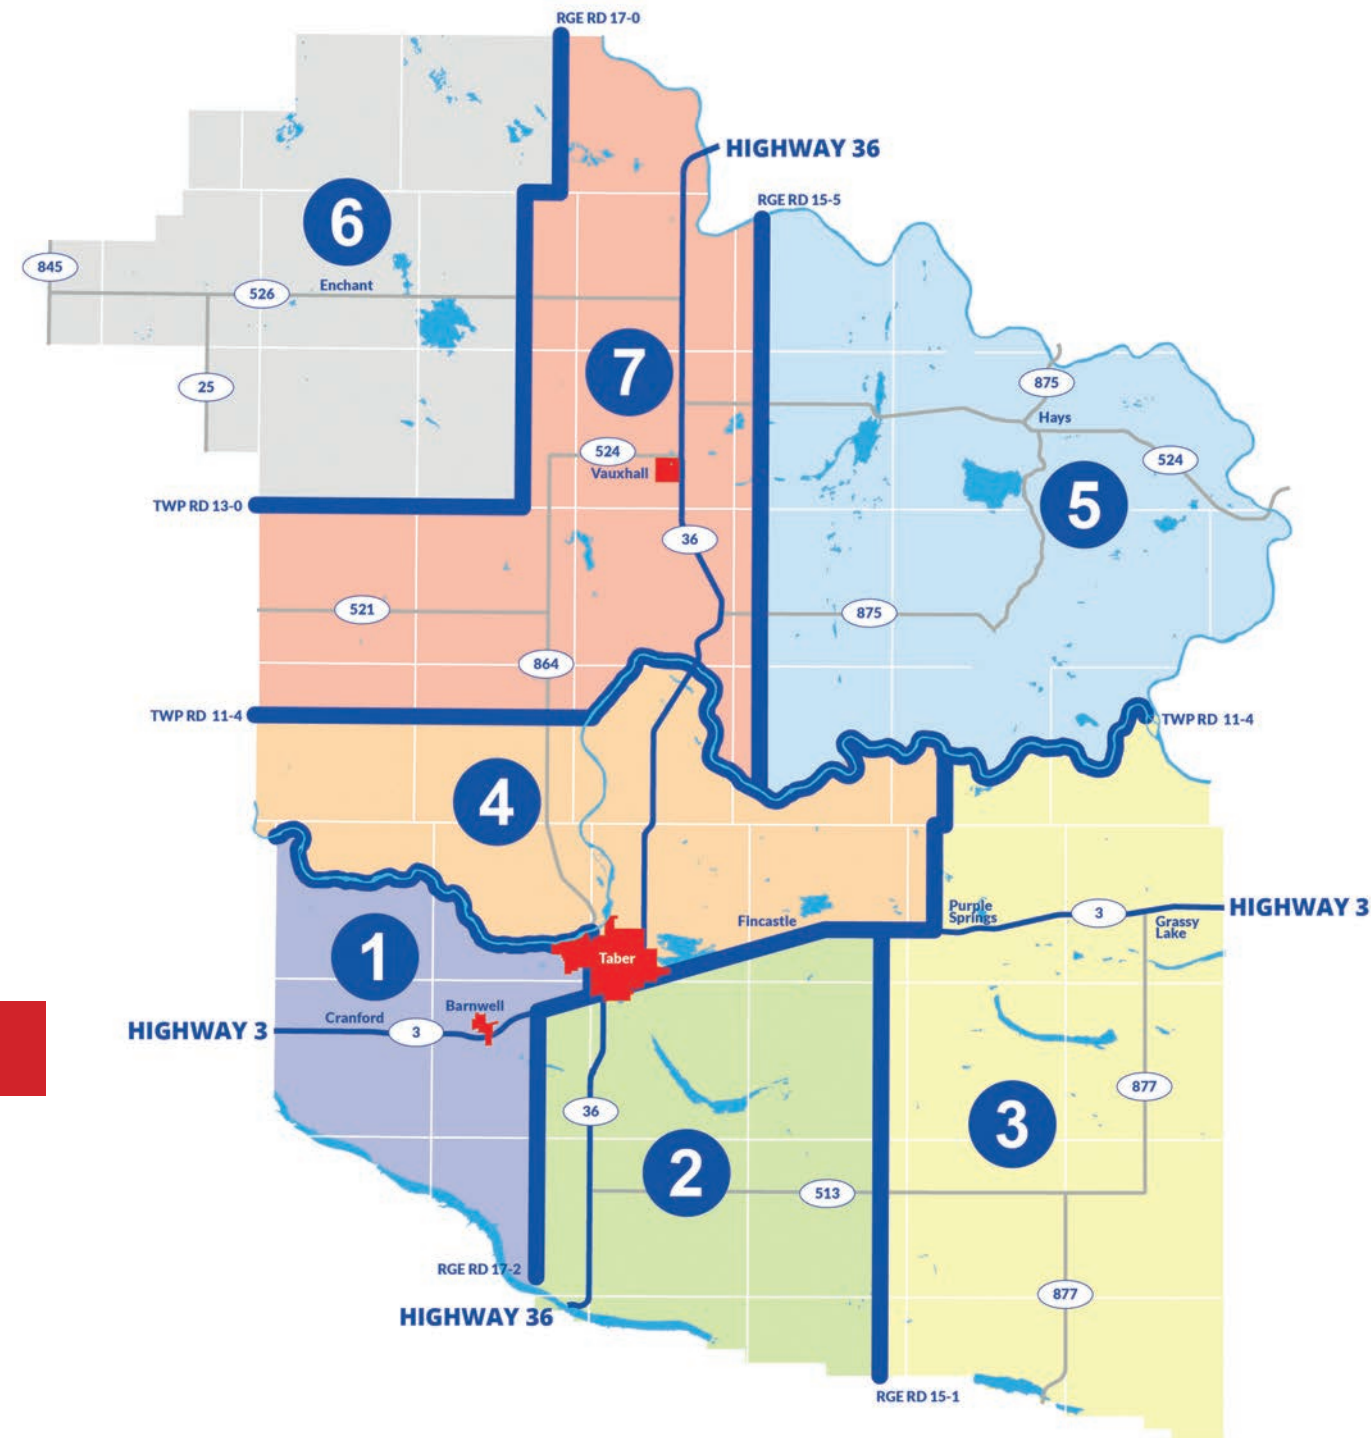 RGE RD 17-0
HIGHWAY 36
RGE RD 15-5
6
845
526
Enchant
7
25
875
Hays
524
Vauxhall
524
5
TWP RD 13-0
36
521
875
864
TWP RD 11-4
TWP RD 11-4
4
Purple
Springs
3
HIGHWAY 3
Fincastle
Grassy
Lake
1
Taber
Barnwell
Cranford
HIGHWAY 3
3
877
36
3
2
513
RGE RD 17-2
877
HIGHWAY 36
RGE RD 15-1